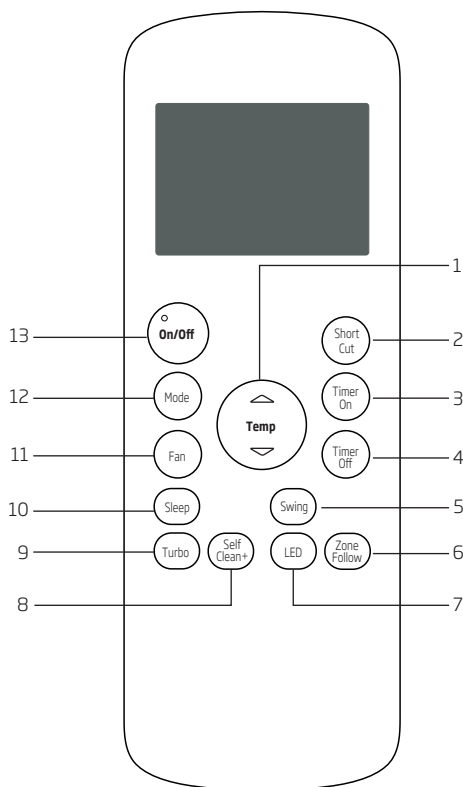 1
13
On/Off
Short
Cut
2
12
Mode
Timer
On
3
Temp
11
Fan
Timer
Off
4
10
Sleep
Swing
5
9
Turbo
Self
Clean+
LED
Zone
Follow
6
8
7